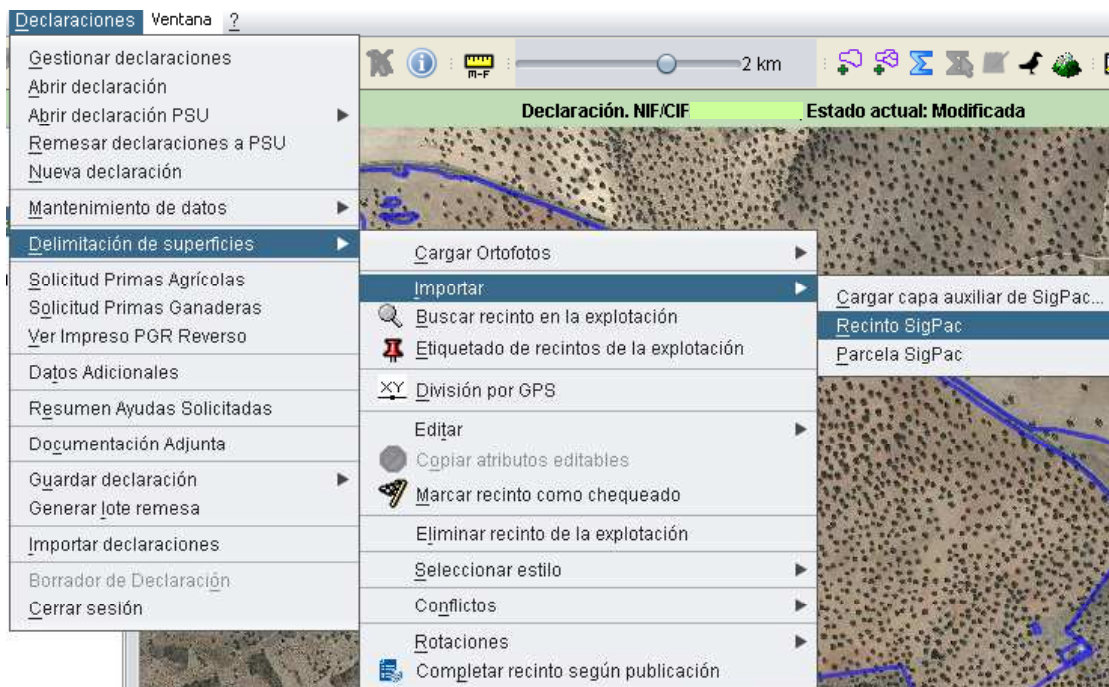 Declaraciones Ventana ?
m-F 2 km
Declaración. NIF/CIF Estado actual: Modificada
Gestionar declaraciones
Abrir declaración
Abrir declaración PSU
Remesar declaraciones a PSU
Nueva declaración
Mantenimiento de datos
Delimitación de superficies
Solicitud Primas Agrícolas
Solicitud Primas Ganaderas
Ver Impreso PGR Reverso
Datos Adicionales
Resumen Ayudas Solicitadas
Documentación Adjunta
Guardar declaración
Generar lote remesa
Importar declaraciones
Borrador de Declaración
Cerrar sesión
Cargar Ortofotos
Importar
Buscar recinto en la explotación
Etiquetado de recintos de la explotación
XY División por GPS
Editar
Copiar atributos editables
Marcar recinto como chequeado
Eliminar recinto de la explotación
Seleccionar estilo
Conflictos
Rotaciones
Completar recinto según publicación
Cargar capa auxiliar de SigPac...
Recinto SigPac
Parcela SigPac